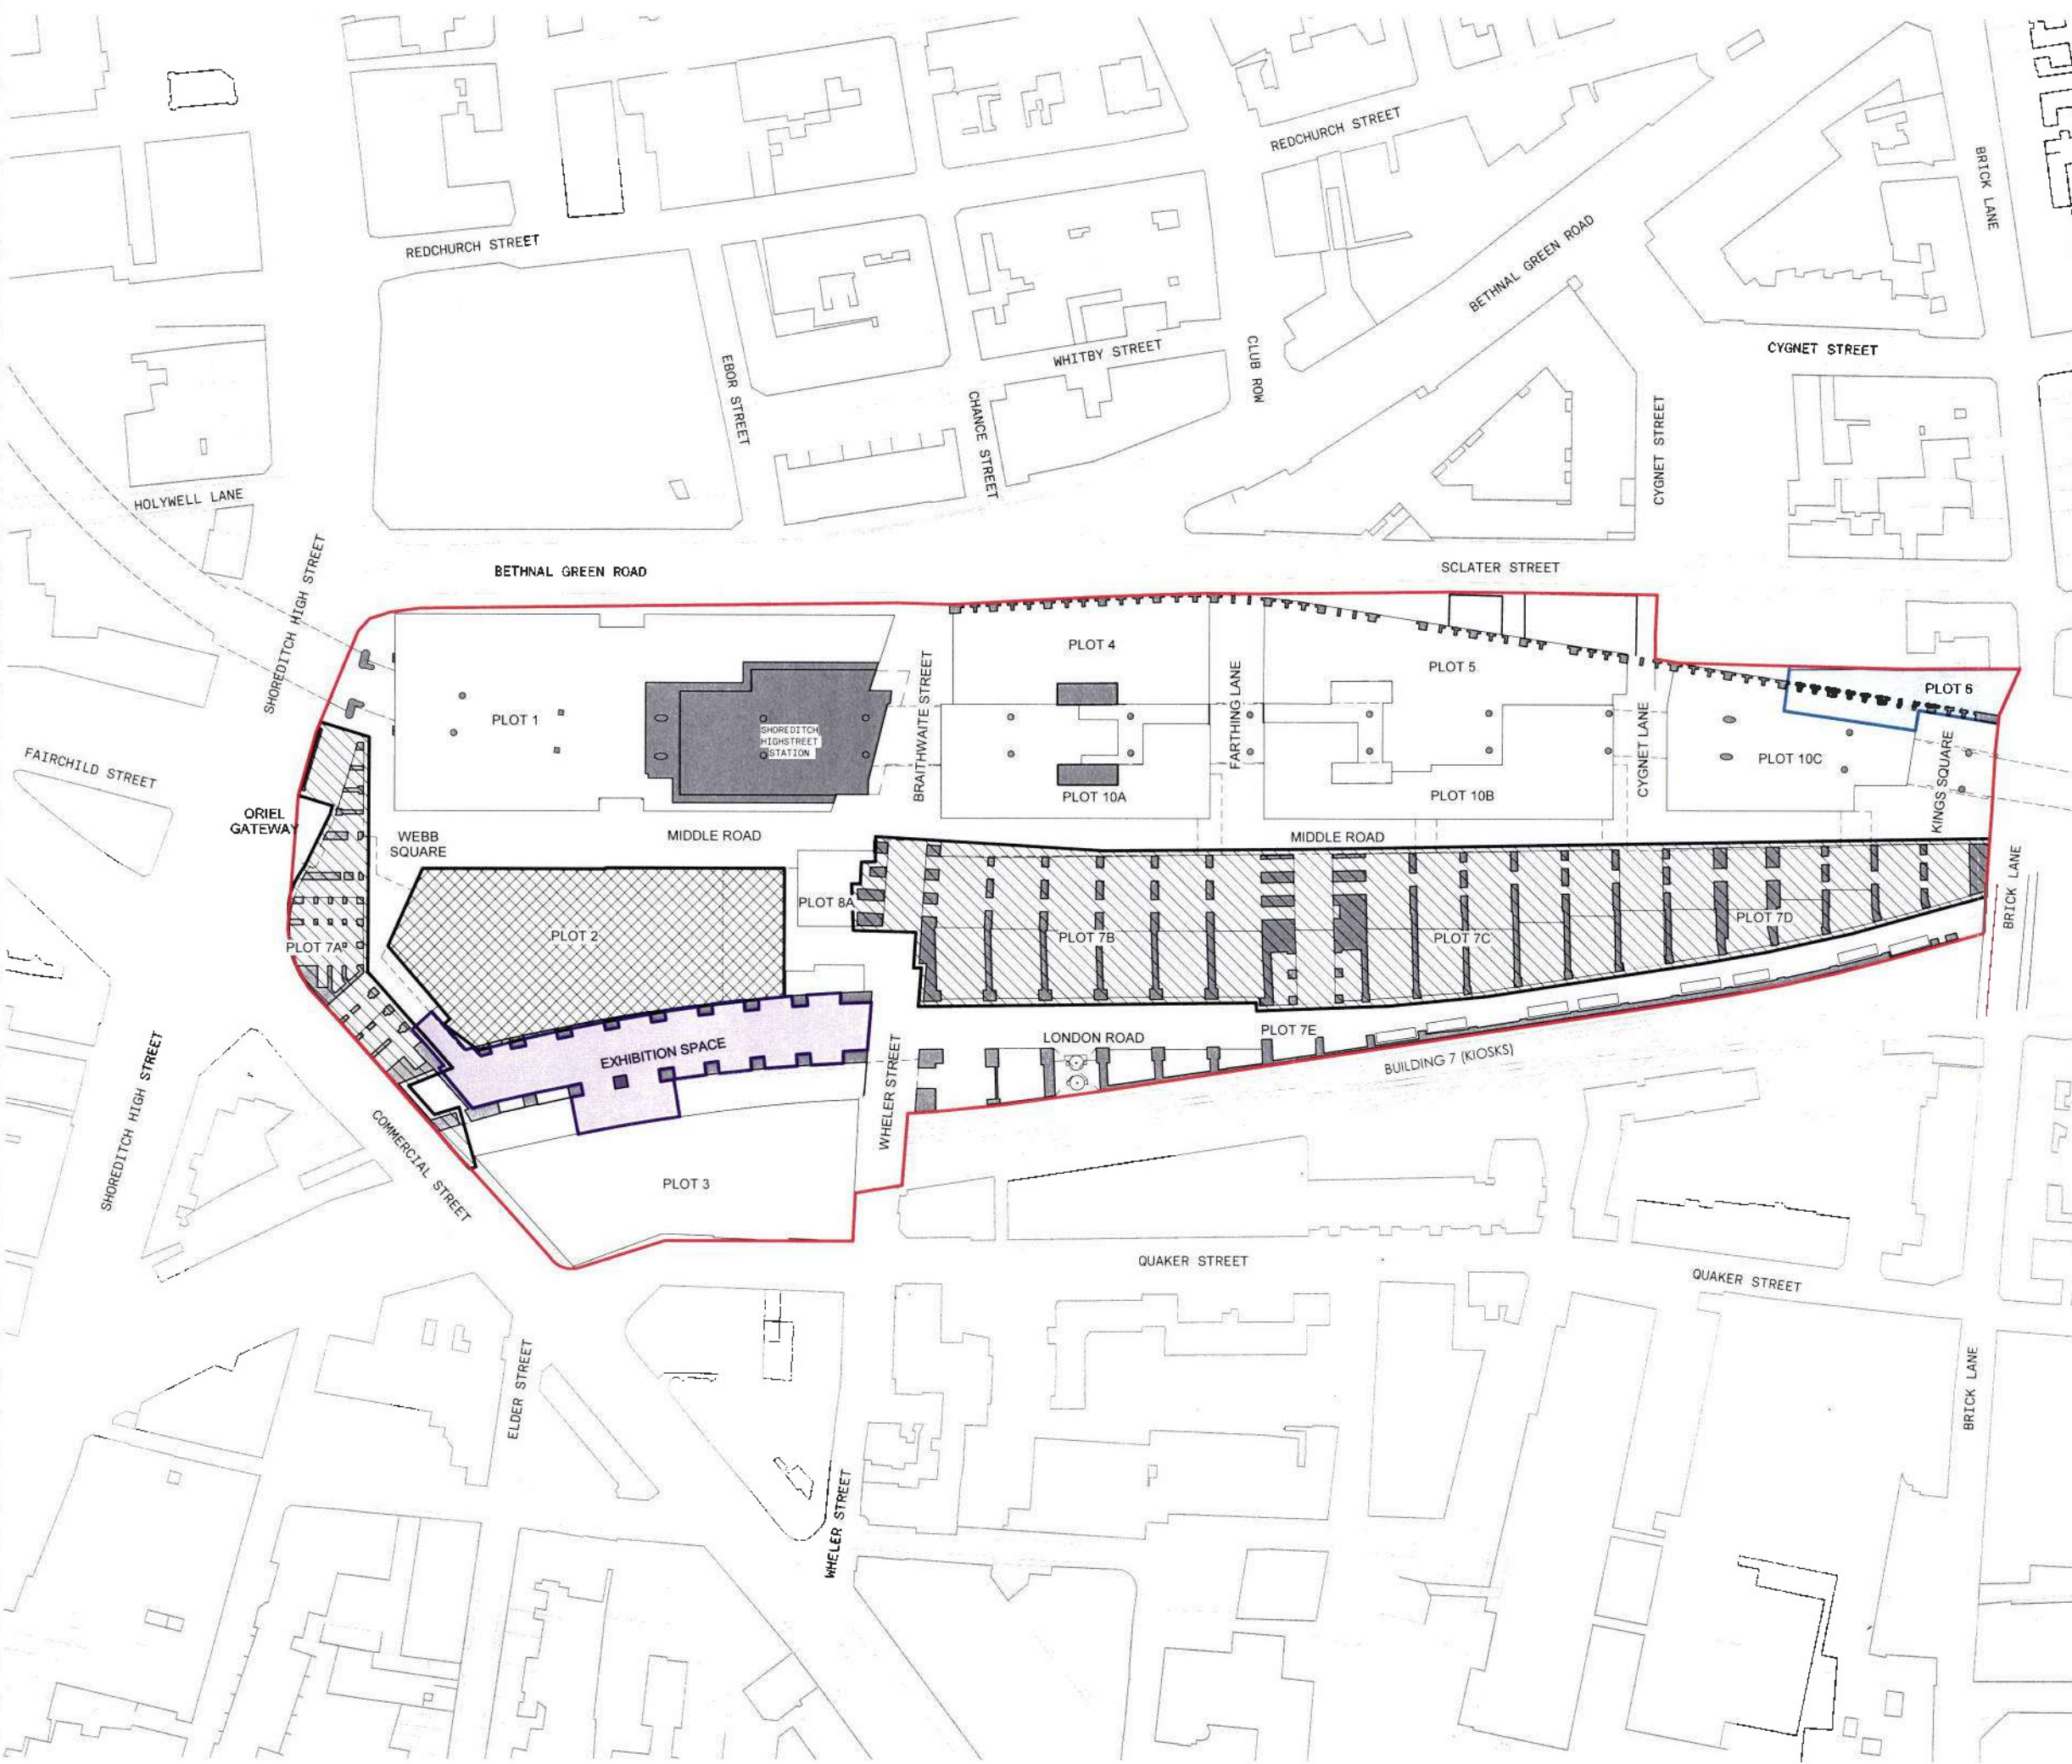 REDCHURCH STREET
BRICK LANE
REDCHURCH STREET
BETHNAL GREEN ROAD
WHITBY STREET
CLUB ROW
CYGNET STREET
EBOR STREET
CHANCE STREET
CYGNET STREET
HOLYWELL LANE
SHOREDITCH HIGH STREET
BETHNAL GREEN ROAD
SCLATER STREET
PLOT 4
PLOT 5
PLOT 6
PLOT 1
SHOREDITCH
HIGHSTREET
STATION
BRAITHWAITE STREET
FARTHING LANE
CYGNET LANE
PLOT 10C
KINGS SQUARE
FAIRCHILD STREET
PLOT 10A
PLOT 10B
ORIEL
GATEWAY
WEBB
SQUARE
MIDDLE ROAD
MIDDLE ROAD
PLOT 8A
BRICK LANE
PLOT 7A
PLOT 2
PLOT 7B
PLOT 7C
PLOT 7D
EXHIBITION SPACE
LONDON ROAD
PLOT 7E
BUILDING 7 (KIOSKS)
WHELER STREET
SHOREDITCH HIGH STREET
COMMERCIAL STREET
PLOT 3
QUAKER STREET
QUAKER STREET
ELDER STREET
BRICK LANE
WHELER STREET